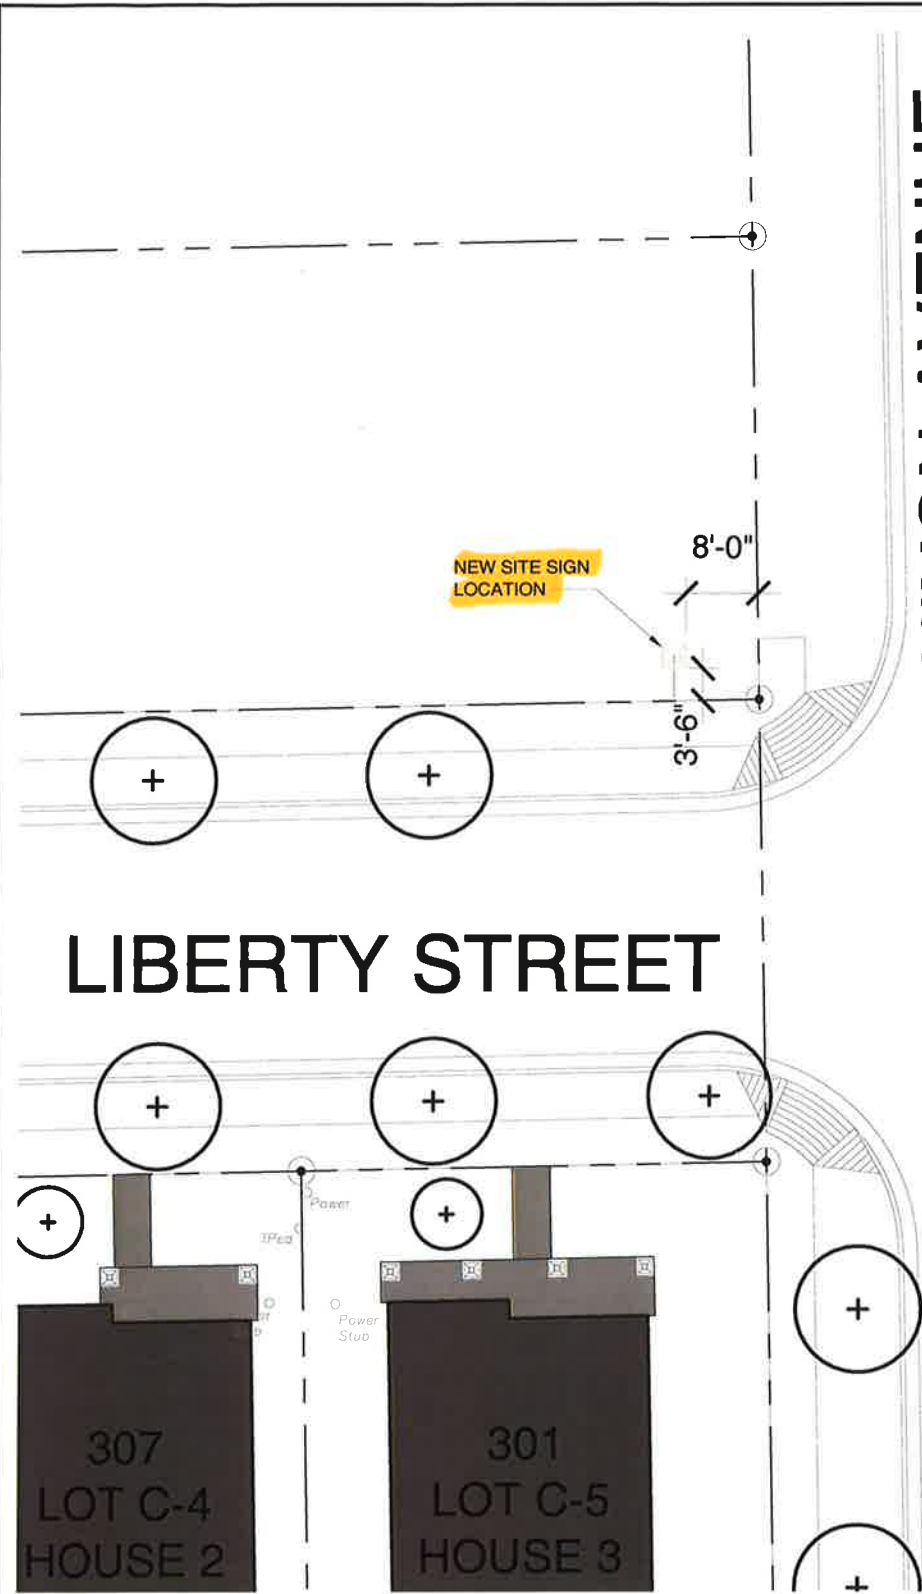 8'-0"
NEW SITE SIGN
LOCATION
3'-6"
LIBERTY STREET
Power
TPed
Power
Stub
307
LOT C-4
HOUSE 2
301
LOT C-5
HOUSE 3